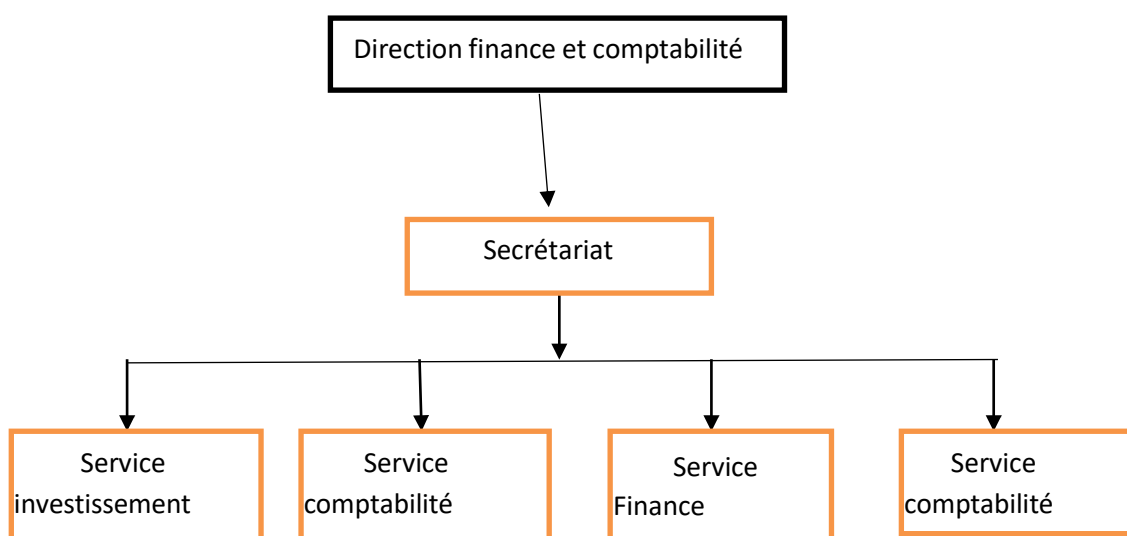 Direction finance et comptabilité
Secrétariat
Service
investissement
Service
comptabilité
Service
Finance
Service
comptabilité